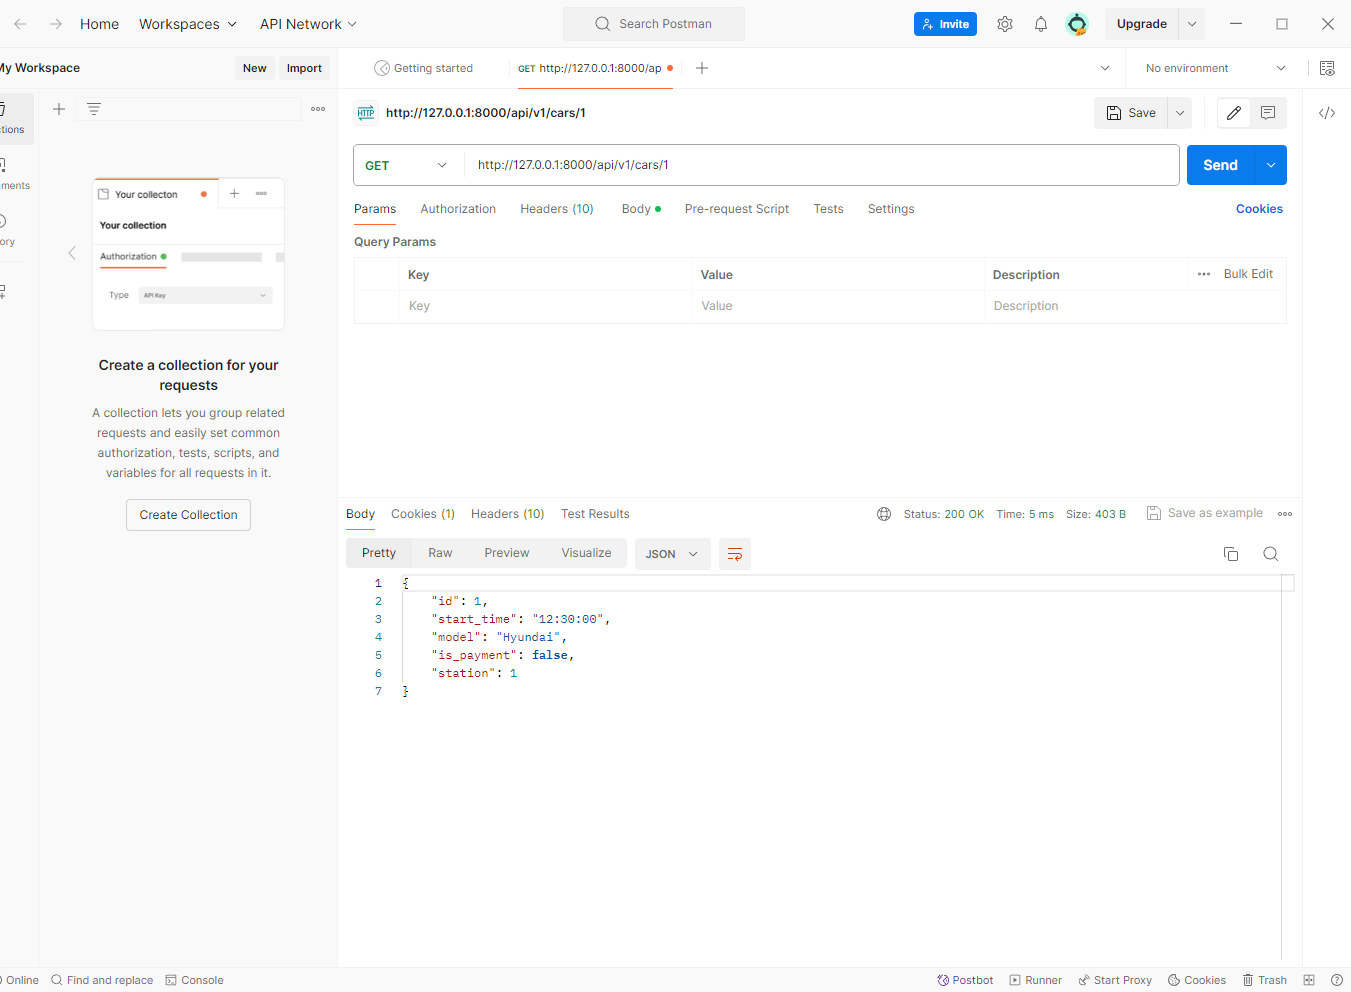 Home Workspaces API Network Search Postman Invite Upgrade
My Workspace New Import Getting started GET http://127.0.0.1:8000/ap No environment
http://127.0.0.1:8000/api/v1/cars/1 Save
GET http://127.0.0.1:8000/api/v1/cars/1 Send
Params Authorization Headers (10) Body Pre-request Script Tests Settings Cookies
Query Params
Key Value Description Bulk Edit
Key Value Description
Your collecton
Your collection
Authorization
Type API Key
Create a collection for your
requests
A collection lets you group related
requests and easily set common
authorization, tests, scripts, and
variables for all requests in it.
Create Collection
Body Cookies (1) Headers (10) Test Results Status: 200 OK Time: 5 ms Size: 403 B Save as example
Pretty Raw Preview Visualize JSON
1 {
2 "id": 1,
3 "start_time": "12:30:00",
4 "model": "Hyundai",
5 "is_payment": false,
6 "station": 1
7 }
Online Find and replace Console Postbot Runner Start Proxy Cookies Trash